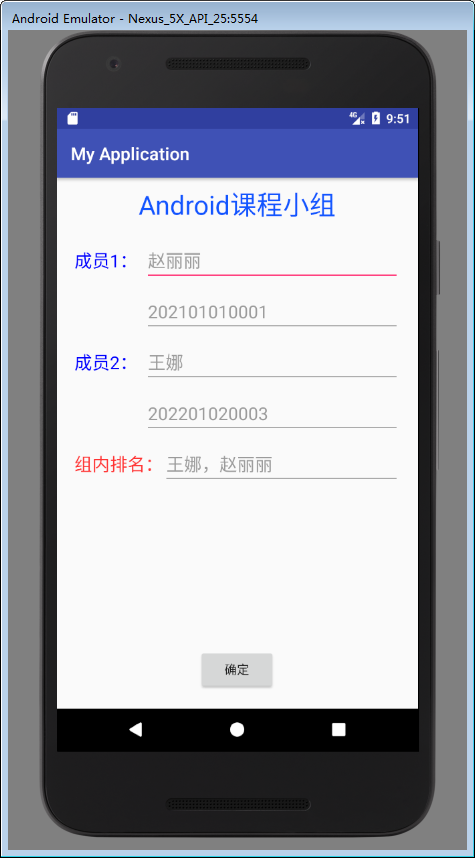 Android Emulator - Nexus_5X_API_25:5554
4G 9:51
My Application
Android课程小组
成员1： 赵丽丽
202101010001
成员2： 王娜
202201020003
组内排名： 王娜，赵丽丽
确定